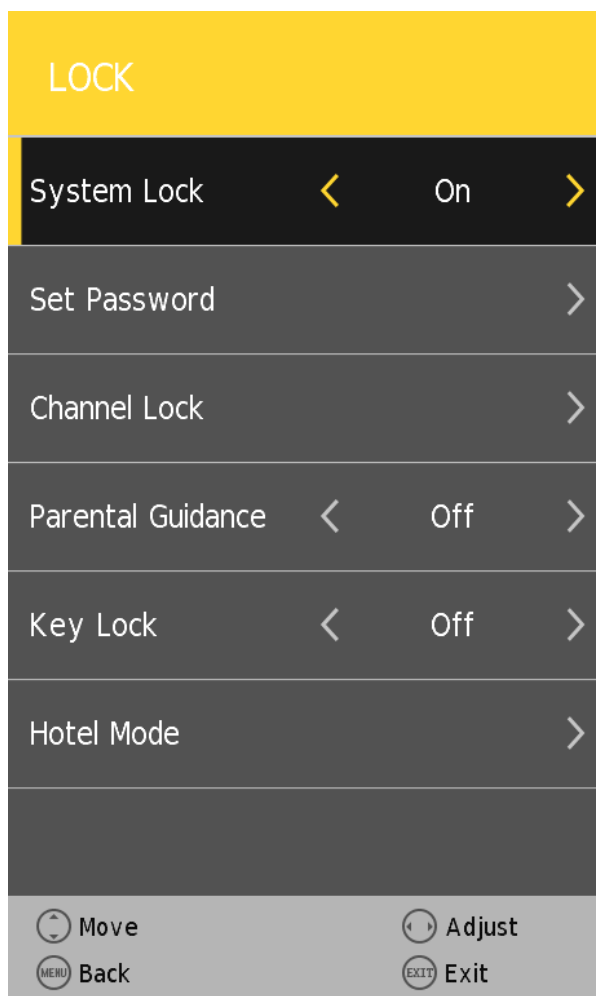 LOCK
System Lock On
Set Password
Channel Lock
Parental Guidance Off
Key Lock Off
Hotel Mode
Move Adjust
MENU Back EXIT Exit